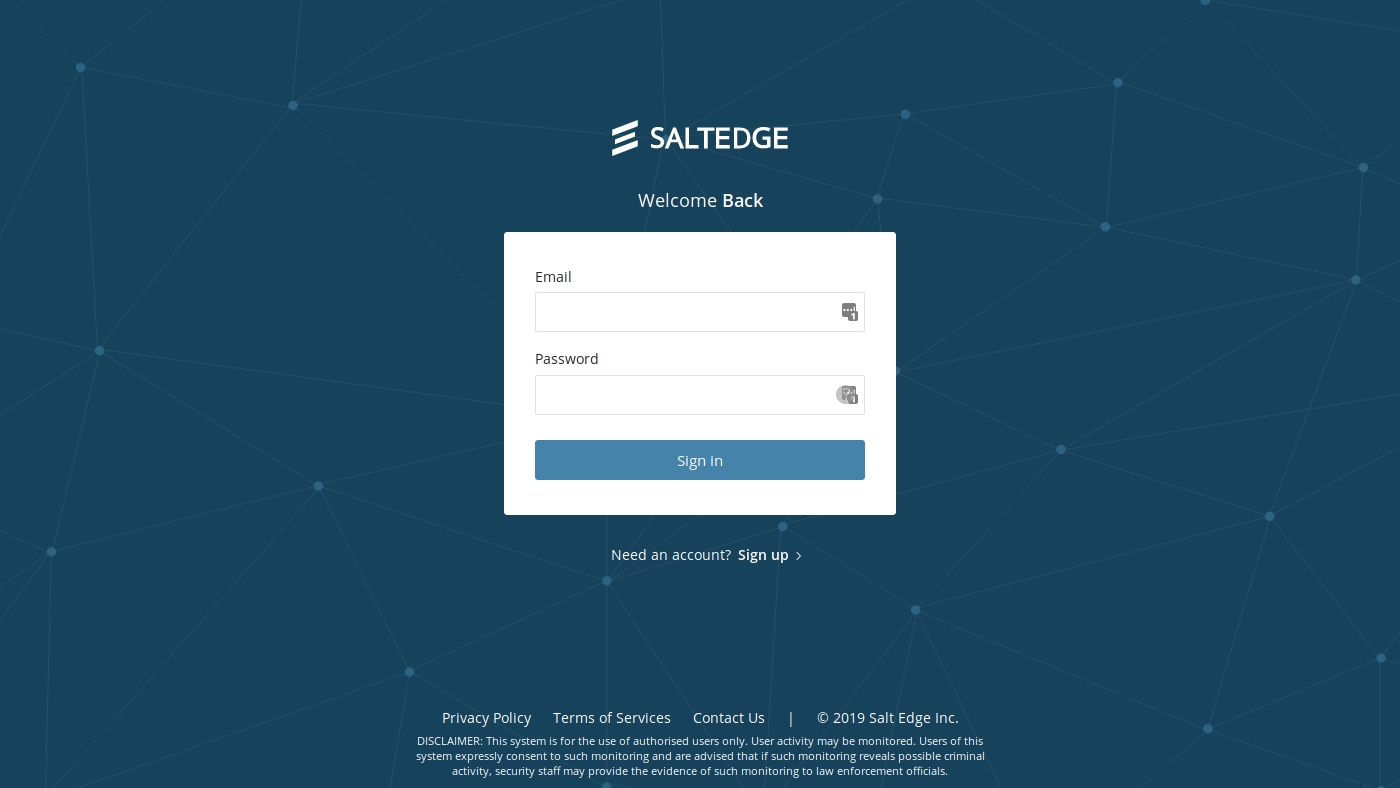 SALTEDGE
Welcome Back
Email
Password
Sign in
Need an account? Sign up
Privacy Policy Terms of Services Contact Us | © 2019 Salt Edge Inc.
DISCLAIMER: This system is for the use of authorised users only. User activity may be monitored. Users of this
system expressly consent to such monitoring and are advised that if such monitoring reveals possible criminal
activity, security staff may provide the evidence of such monitoring to law enforcement officials.